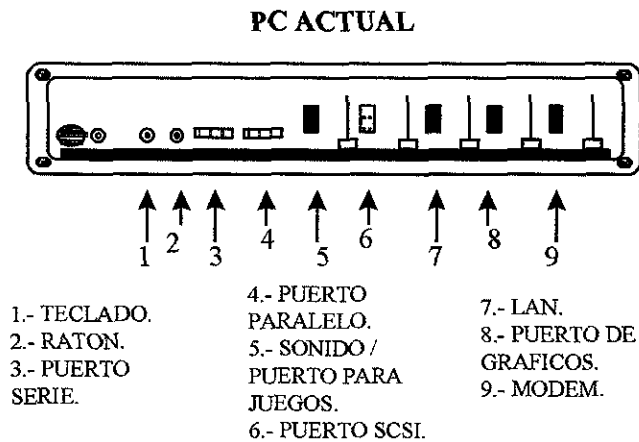 PC ACTUAL
1 2 3 4 5 6 7 8 9
1.- TECLADO.
2.- RATON.
3.- PUERTO
SERIE.
4.- PUERTO
PARALELO.
5.- SONIDO /
PUERTO PARA
JUEGOS.
6.- PUERTO SCSI.
7.- LAN.
8.- PUERTO DE
GRAFICOS.
9.- MODEM.